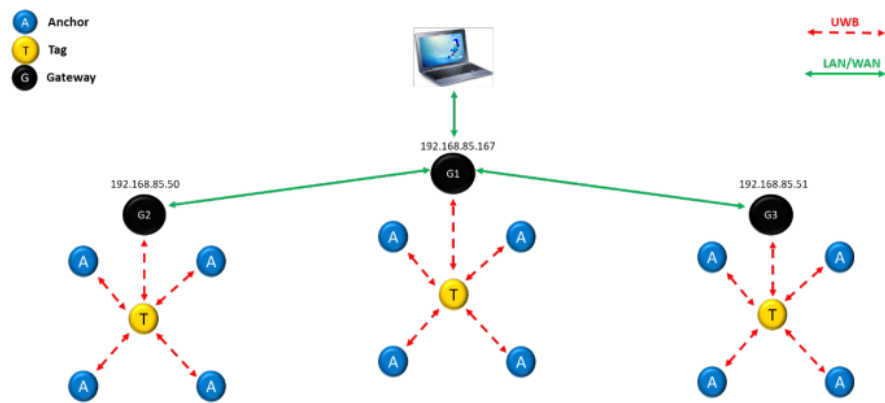 A Anchor
T Tag
G Gateway
UWB
LAN/WAN
192.168.85.167
G1
192.168.85.50
G2
192.168.85.51
G3
A A
A A
A A
T
T
T
A A
A A
A A